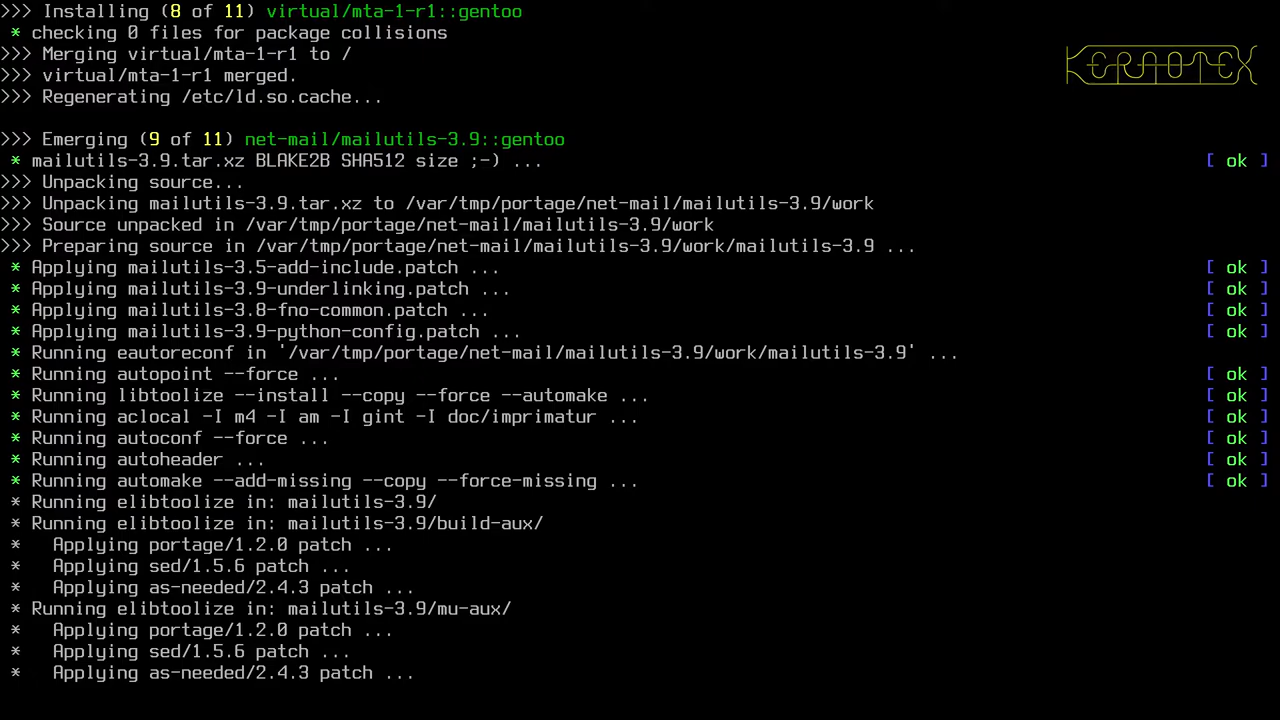 >>> Installing (8 of 11) virtual/mta-1-r1::gentoo
* checking 0 files for package collisions
>>> Merging virtual/mta-1-r1 to /
>>> virtual/mta-1-r1 merged.
>>> Regenerating /etc/ld.so.cache...
KERNOTEX
>>> Emerging (9 of 11) net-mail/mailutils-3.9::gentoo
* mailutils-3.9.tar.xz BLAKE2B SHA512 size ;-) ... [ ok ]
>>> Unpacking source...
>>> Unpacking mailutils-3.9.tar.xz to /var/tmp/portage/net-mail/mailutils-3.9/work
>>> Source unpacked in /var/tmp/portage/net-mail/mailutils-3.9/work
>>> Preparing source in /var/tmp/portage/net-mail/mailutils-3.9/work/mailutils-3.9 ...
* Applying mailutils-3.5-add-include.patch ... [ ok ]
* Applying mailutils-3.9-underlinking.patch ... [ ok ]
* Applying mailutils-3.8-fno-common.patch ... [ ok ]
* Applying mailutils-3.9-python-config.patch ... [ ok ]
* Running eautoreconf in '/var/tmp/portage/net-mail/mailutils-3.9/work/mailutils-3.9' ...
* Running autopoint --force ... [ ok ]
* Running libtoolize --install --copy --force --automake ... [ ok ]
* Running aclocal -I m4 -I am -I gint -I doc/imprimatur ... [ ok ]
* Running autoconf --force ... [ ok ]
* Running autoheader ... [ ok ]
* Running automake --add-missing --copy --force-missing ... [ ok ]
* Running elibtoolize in: mailutils-3.9/
* Running elibtoolize in: mailutils-3.9/build-aux/
*   Applying portage/1.2.0 patch ...
*   Applying sed/1.5.6 patch ...
*   Applying as-needed/2.4.3 patch ...
* Running elibtoolize in: mailutils-3.9/mu-aux/
*   Applying portage/1.2.0 patch ...
*   Applying sed/1.5.6 patch ...
*   Applying as-needed/2.4.3 patch ...